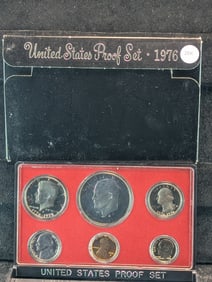 United States Proof Set · 1976
UNITED STATES PROOF SET